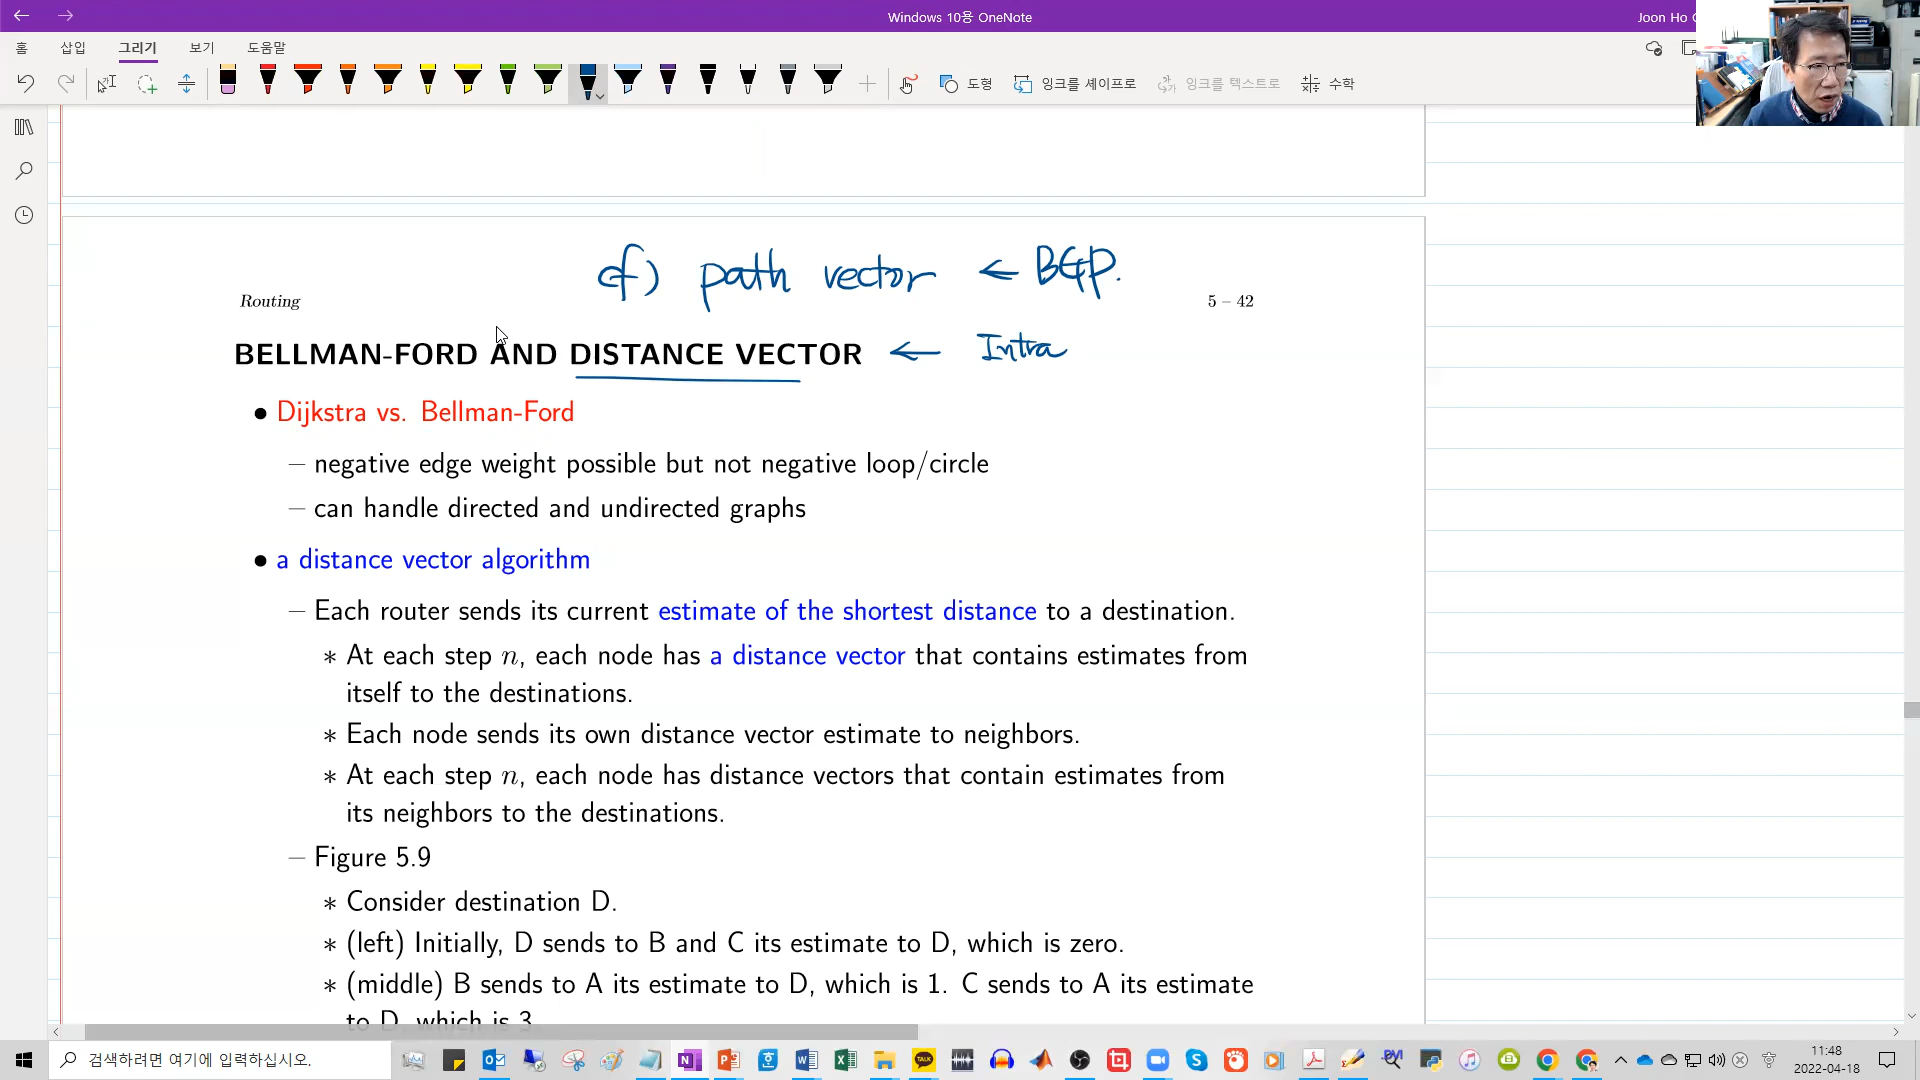 Windows 10용 OneNote
Joon Ho
홈 삽입 그리기 보기 도움말
도형 잉크를 셰이프로 잉크를 텍스트로 수학
cf) path vector ← BGP.
Routing
5 – 42
BELLMAN-FORD AND DISTANCE VECTOR ← Intra
• Dijkstra vs. Bellman-Ford
– negative edge weight possible but not negative loop/circle
– can handle directed and undirected graphs
• a distance vector algorithm
– Each router sends its current estimate of the shortest distance to a destination.
∗ At each step n, each node has a distance vector that contains estimates from
itself to the destinations.
∗ Each node sends its own distance vector estimate to neighbors.
∗ At each step n, each node has distance vectors that contain estimates from
its neighbors to the destinations.
– Figure 5.9
∗ Consider destination D.
∗ (left) Initially, D sends to B and C its estimate to D, which is zero.
∗ (middle) B sends to A its estimate to D, which is 1. C sends to A its estimate
to D, which is 3.
검색하려면 여기에 입력하십시오.
11:48
2022-04-18